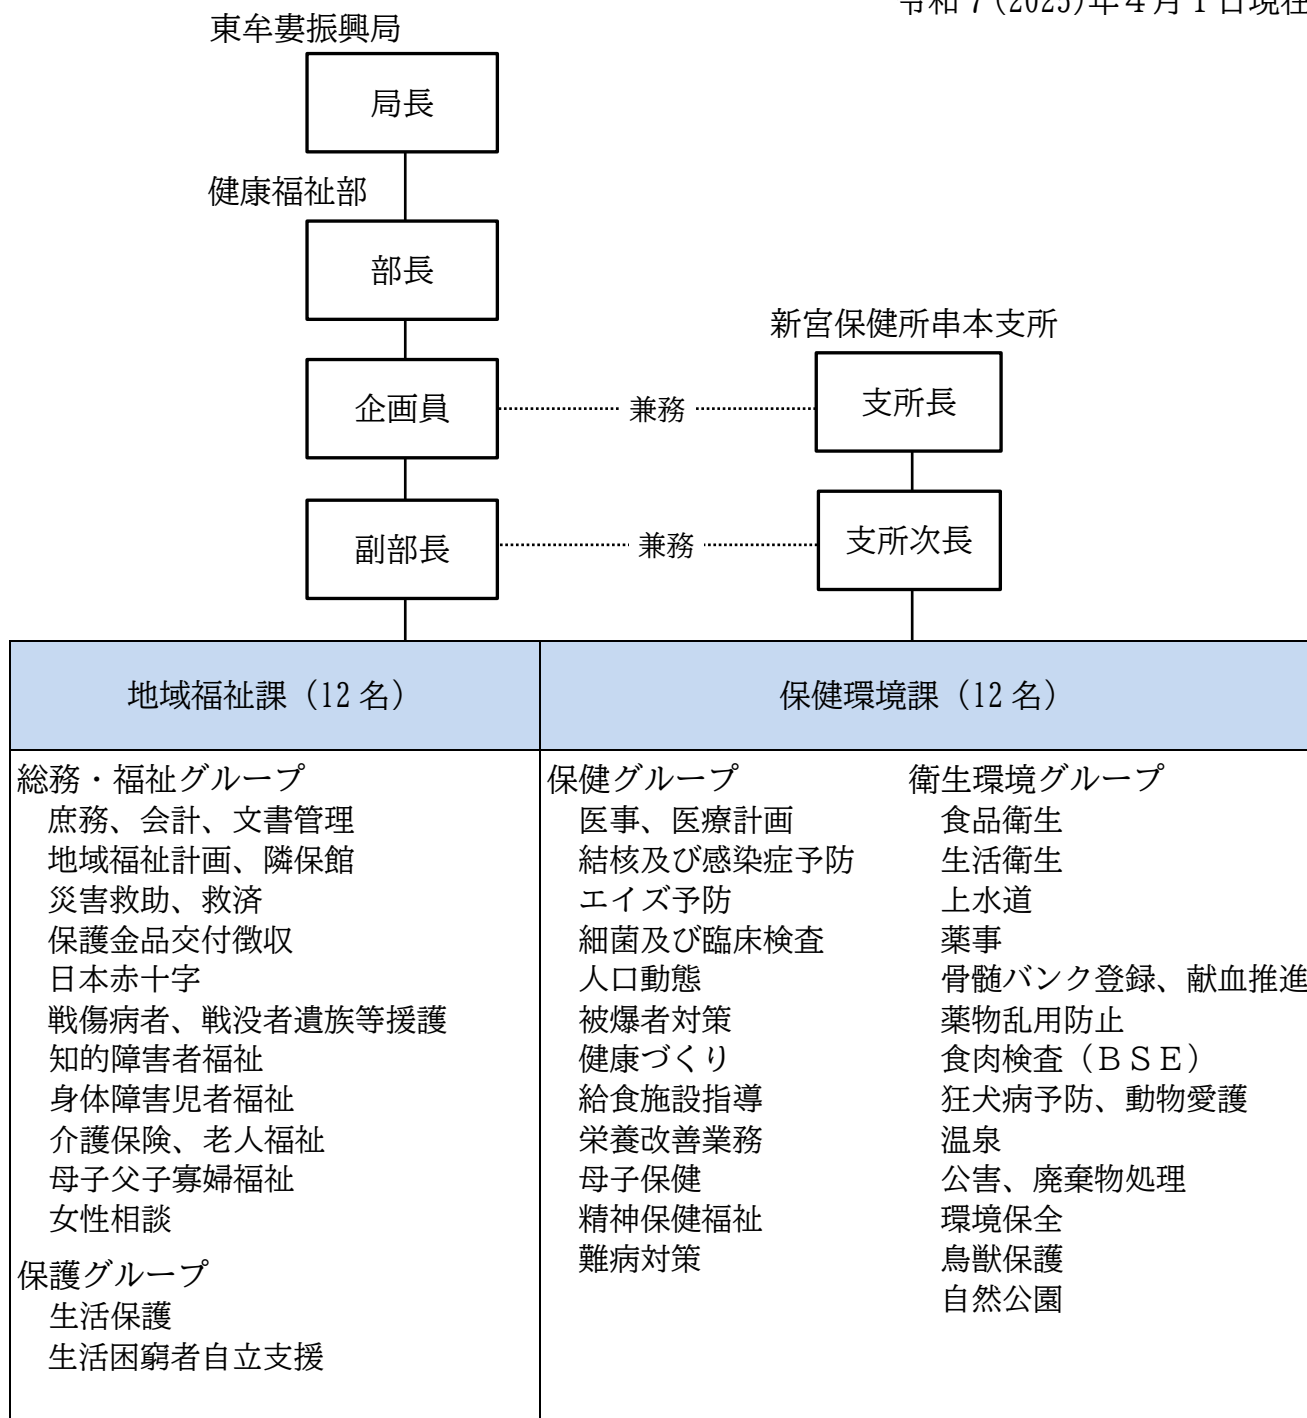 令和７(2025)年４月１日現在
東牟婁振興局
局長
健康福祉部
部長
新宮保健所串本支所
企画員
兼務
支所長
副部長
兼務
支所次長
地域福祉課（12名）
保健環境課（12名）
総務・福祉グループ
庶務、会計、文書管理
地域福祉計画、隣保館
災害救助、救済
保護金品交付徴収
日本赤十字
戦傷病者、戦没者遺族等援護
知的障害者福祉
身体障害児者福祉
介護保険、老人福祉
母子父子寡婦福祉
女性相談
保護グループ
生活保護
生活困窮者自立支援
保健グループ
医事、医療計画
結核及び感染症予防
エイズ予防
細菌及び臨床検査
人口動態
被爆者対策
健康づくり
給食施設指導
栄養改善業務
母子保健
精神保健福祉
難病対策
衛生環境グループ
食品衛生
生活衛生
上水道
薬事
骨髄バンク登録、献血推進
薬物乱用防止
食肉検査（ＢＳＥ）
狂犬病予防、動物愛護
温泉
公害、廃棄物処理
環境保全
鳥獣保護
自然公園